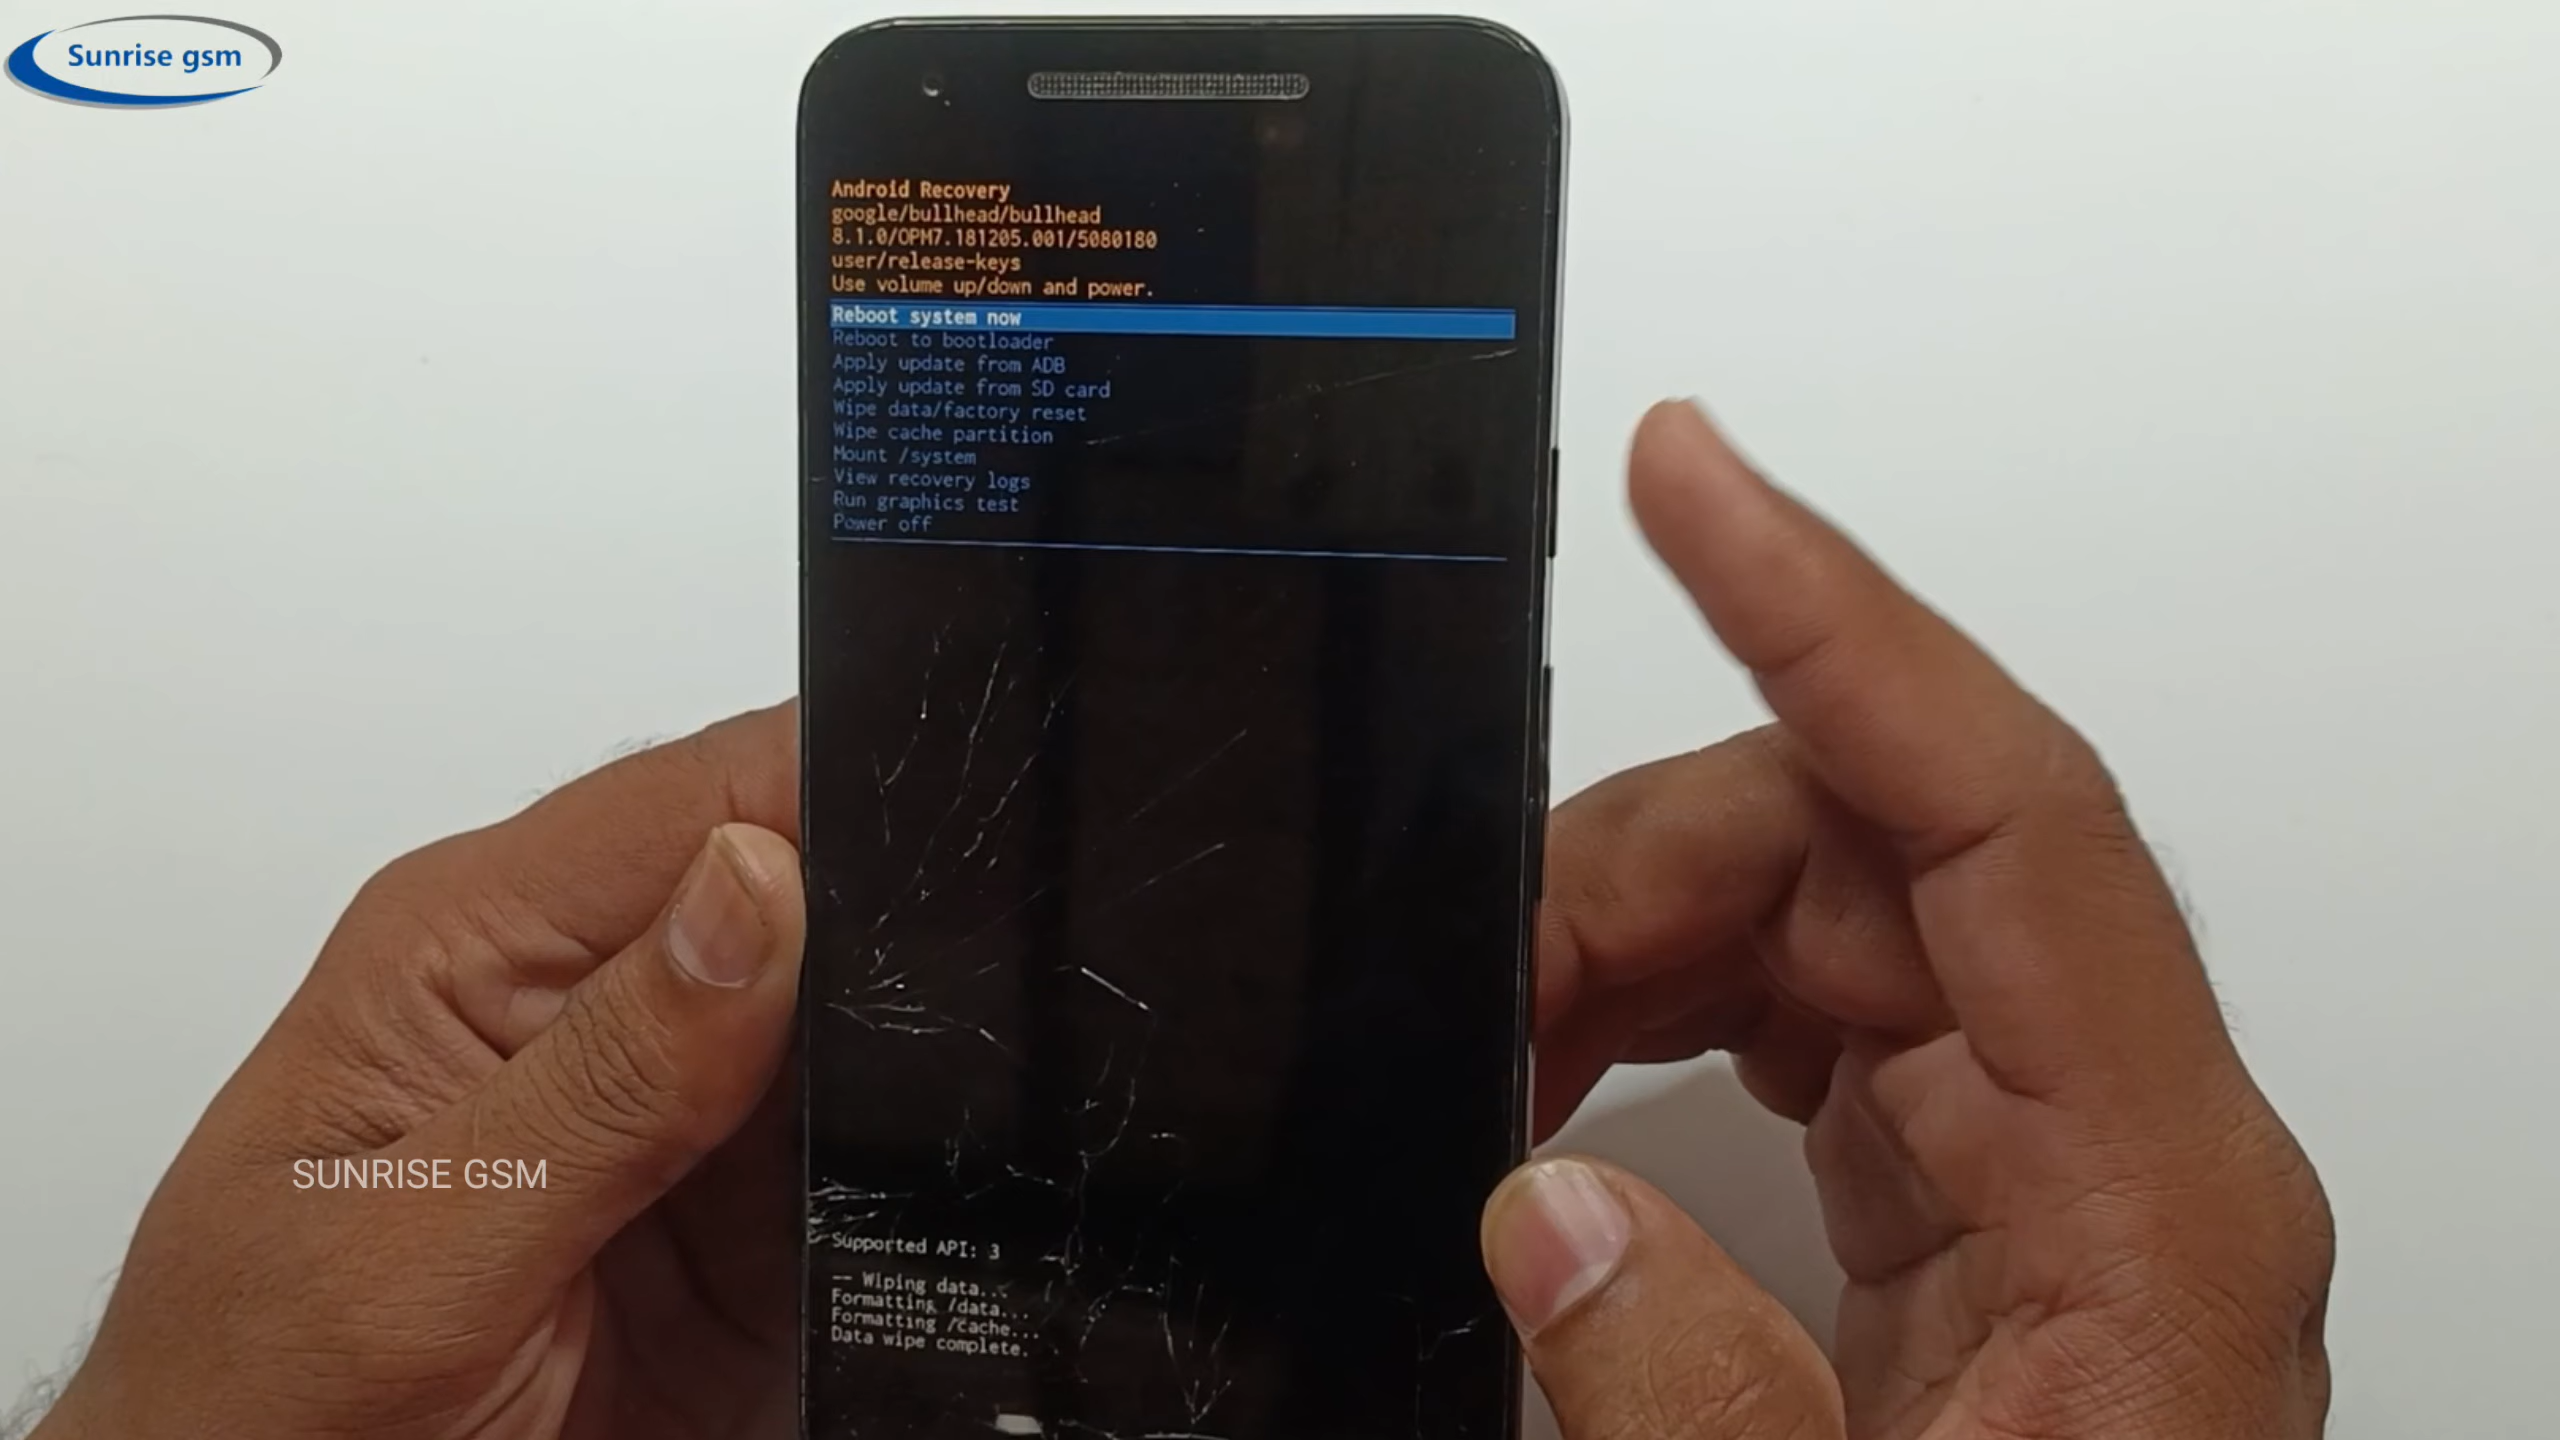 Sunrise gsm
Android Recovery
google/bullhead/bullhead
8.1.0/OPM7.181205.001/5080180
user/release-keys
Use volume up/down and power.
Reboot system now
Reboot to bootloader
Apply update from ADB
Apply update from SD card
Wipe data/factory reset
Wipe cache partition
Mount /system
View recovery logs
Run graphics test
Power off
SUNRISE GSM
Supported API: 3
-- Wiping data...
Formatting /data...
Formatting /cache...
Data wipe complete.